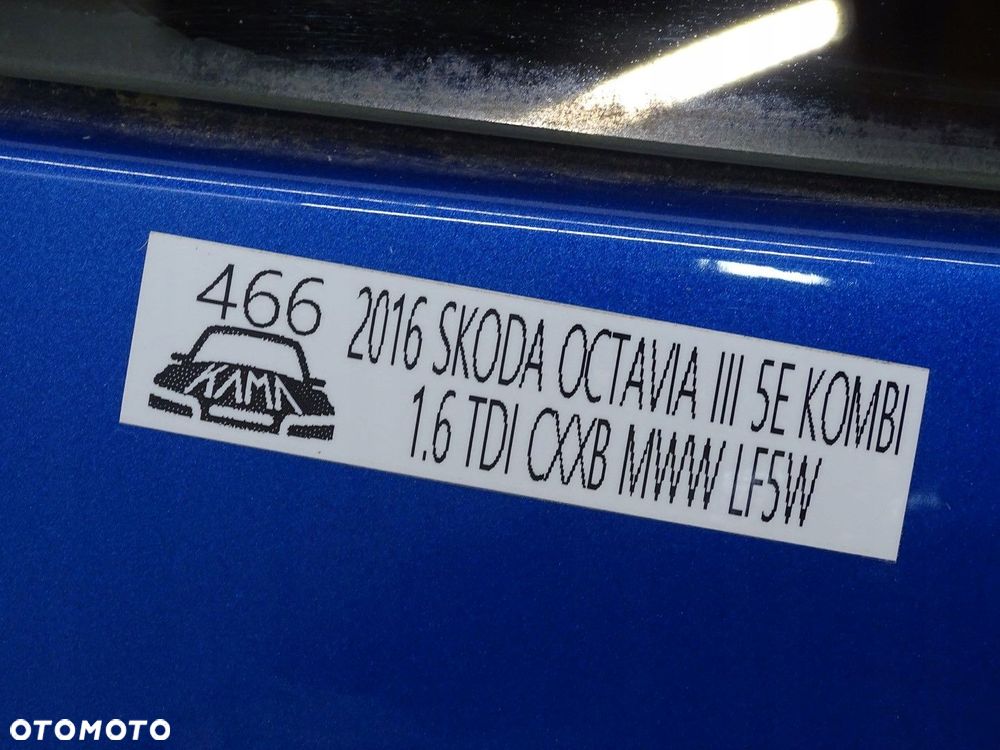 466
KAMA
2016 SKODA OCTAVIA III 5E KOMBI
1.6 TDI CXXB MWW LF5W
OTOMOTO